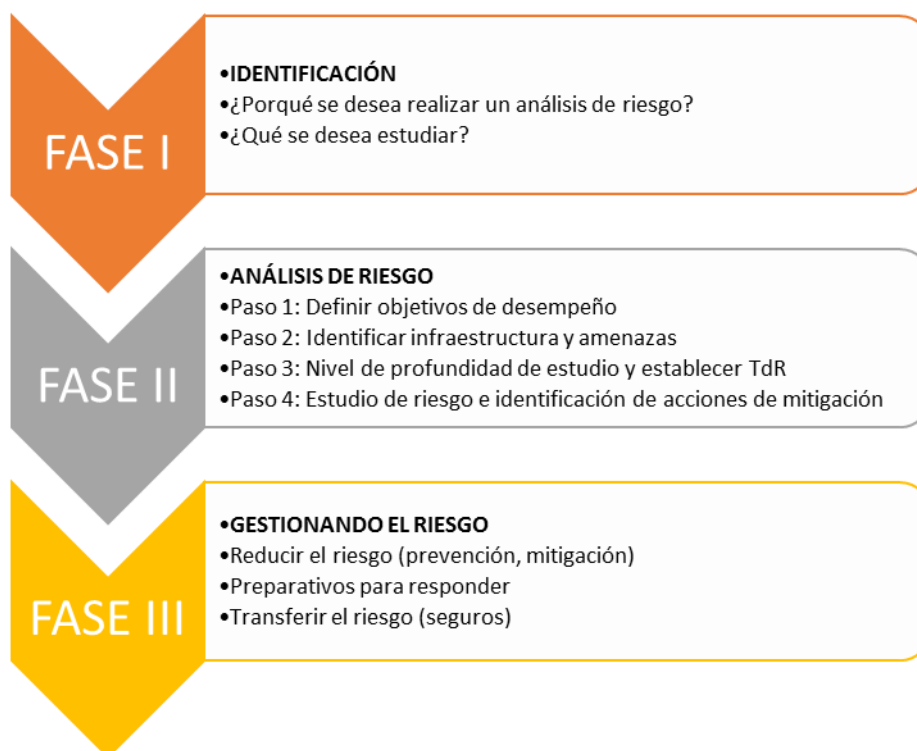 FASE I
•IDENTIFICACIÓN
•¿Porqué se desea realizar un análisis de riesgo?
•¿Qué se desea estudiar?
FASE II
•ANÁLISIS DE RIESGO
•Paso 1: Definir objetivos de desempeño
•Paso 2: Identificar infraestructura y amenazas
•Paso 3: Nivel de profundidad de estudio y establecer TdR
•Paso 4: Estudio de riesgo e identificación de acciones de mitigación
FASE III
•GESTIONANDO EL RIESGO
•Reducir el riesgo (prevención, mitigación)
•Preparativos para responder
•Transferir el riesgo (seguros)